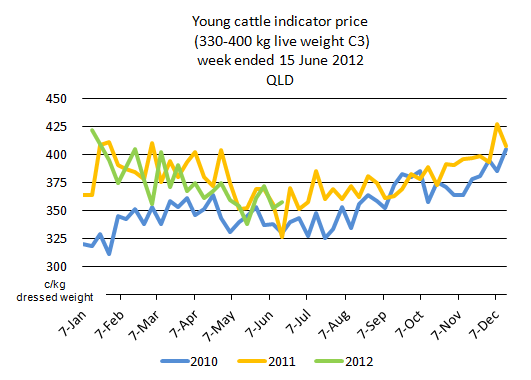 Young cattle indicator price
(330-400 kg live weight C3)
week ended 15 June 2012
QLD
450
425
400
375
350
325
300
c/kg
dressed weight
7-Jan
7-Feb
7-Mar
7-Apr
7-May
7-Jun
7-Jul
7-Aug
7-Sep
7-Oct
7-Nov
7-Dec
2010
2011
2012